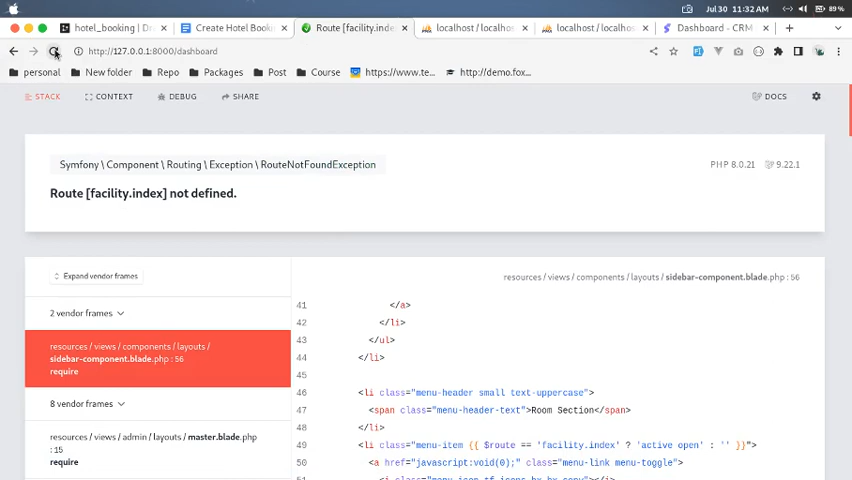 Jul 30 11:32 AM 89 %
hotel_booking | Dr
Create Hotel Booki
Route [facility.inde
localhost / localhos
localhost / localhos
Dashboard - CRM
http://127.0.0.1:8000/dashboard
personal
New folder
Repo
Packages
Post
Course
https://www.te...
http://demo.fox...
STACK
CONTEXT
DEBUG
SHARE
DOCS
Symfony \ Component \ Routing \ Exception \ RouteNotFoundException
PHP 8.0.21
9.22.1
Route [facility.index] not defined.
Expand vendor frames
2 vendor frames
resources / views / components / layouts /
sidebar-component.blade.php : 56
require
8 vendor frames
resources / views / admin / layouts / master.blade.php
: 15
require
resources / views / components / layouts / sidebar-component.blade.php : 56
41 </a>
42 </li>
43 </ul>
44 </li>
45
46 <li class="menu-header small text-uppercase">
47 <span class="menu-header-text">Room Section</span>
48 </li>
49 <li class="menu-item {{ $route == 'facility.index' ? 'active open' : '' }}">
50 <a href="javascript:void(0);" class="menu-link menu-toggle">